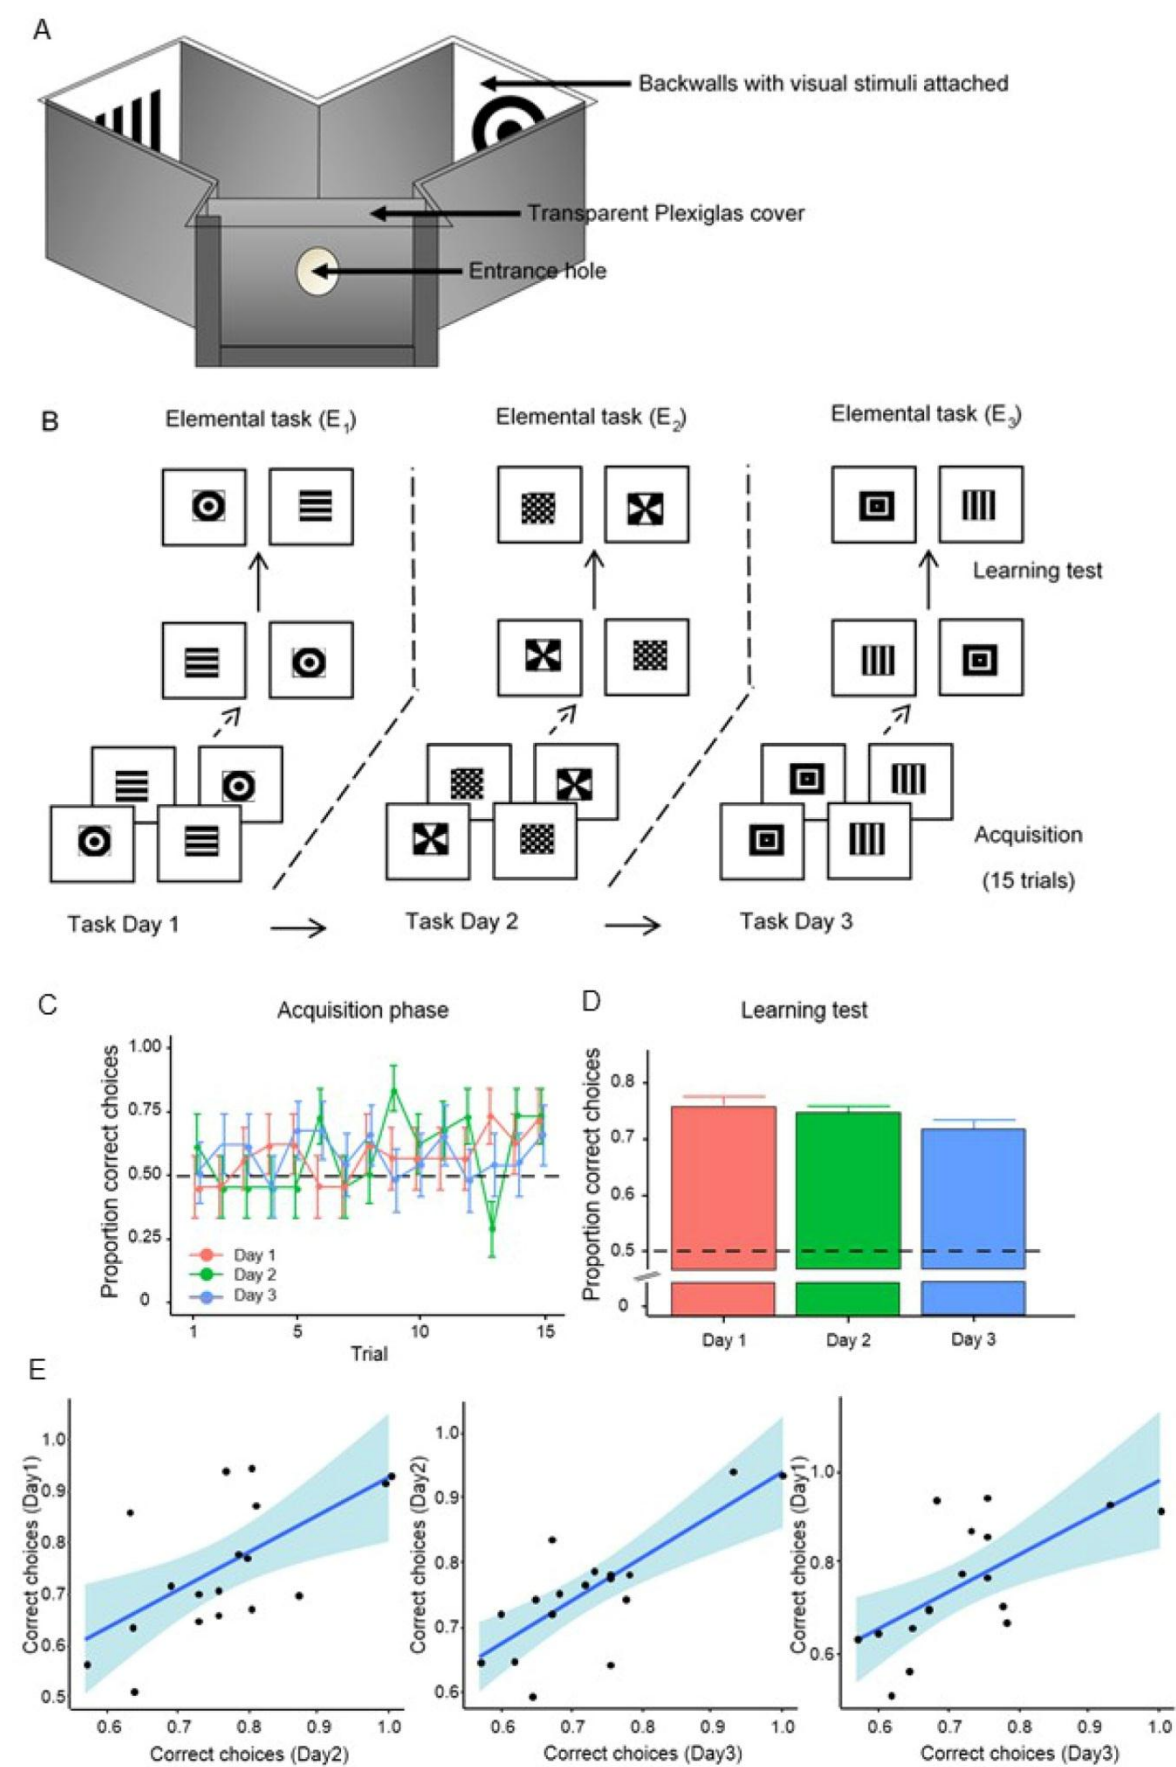 A
Backwalls with visual stimuli attached
Transparent Plexiglas cover
Entrance hole
B
Elemental task (E1)
Elemental task (E2)
Elemental task (E3)
Learning test
Acquisition
(15 trials)
Task Day 1
Task Day 2
Task Day 3
C
Acquisition phase
Proportion correct choices
1.00
0.75
0.50
0.25
0
Day 1
Day 2
Day 3
1 5 10 15
Trial
D
Learning test
Proportion correct choices
0.8
0.7
0.6
0.5
0
Day 1 Day 2 Day 3
E
Correct choices (Day1)
1.0
0.9
0.8
0.7
0.6
0.5
0.6 0.7 0.8 0.9 1.0
Correct choices (Day2)
Correct choices (Day2)
1.0
0.9
0.8
0.7
0.6
0.6 0.7 0.8 0.9 1.0
Correct choices (Day3)
Correct choices (Day1)
1.0
0.8
0.6
0.6 0.7 0.8 0.9 1.0
Correct choices (Day3)